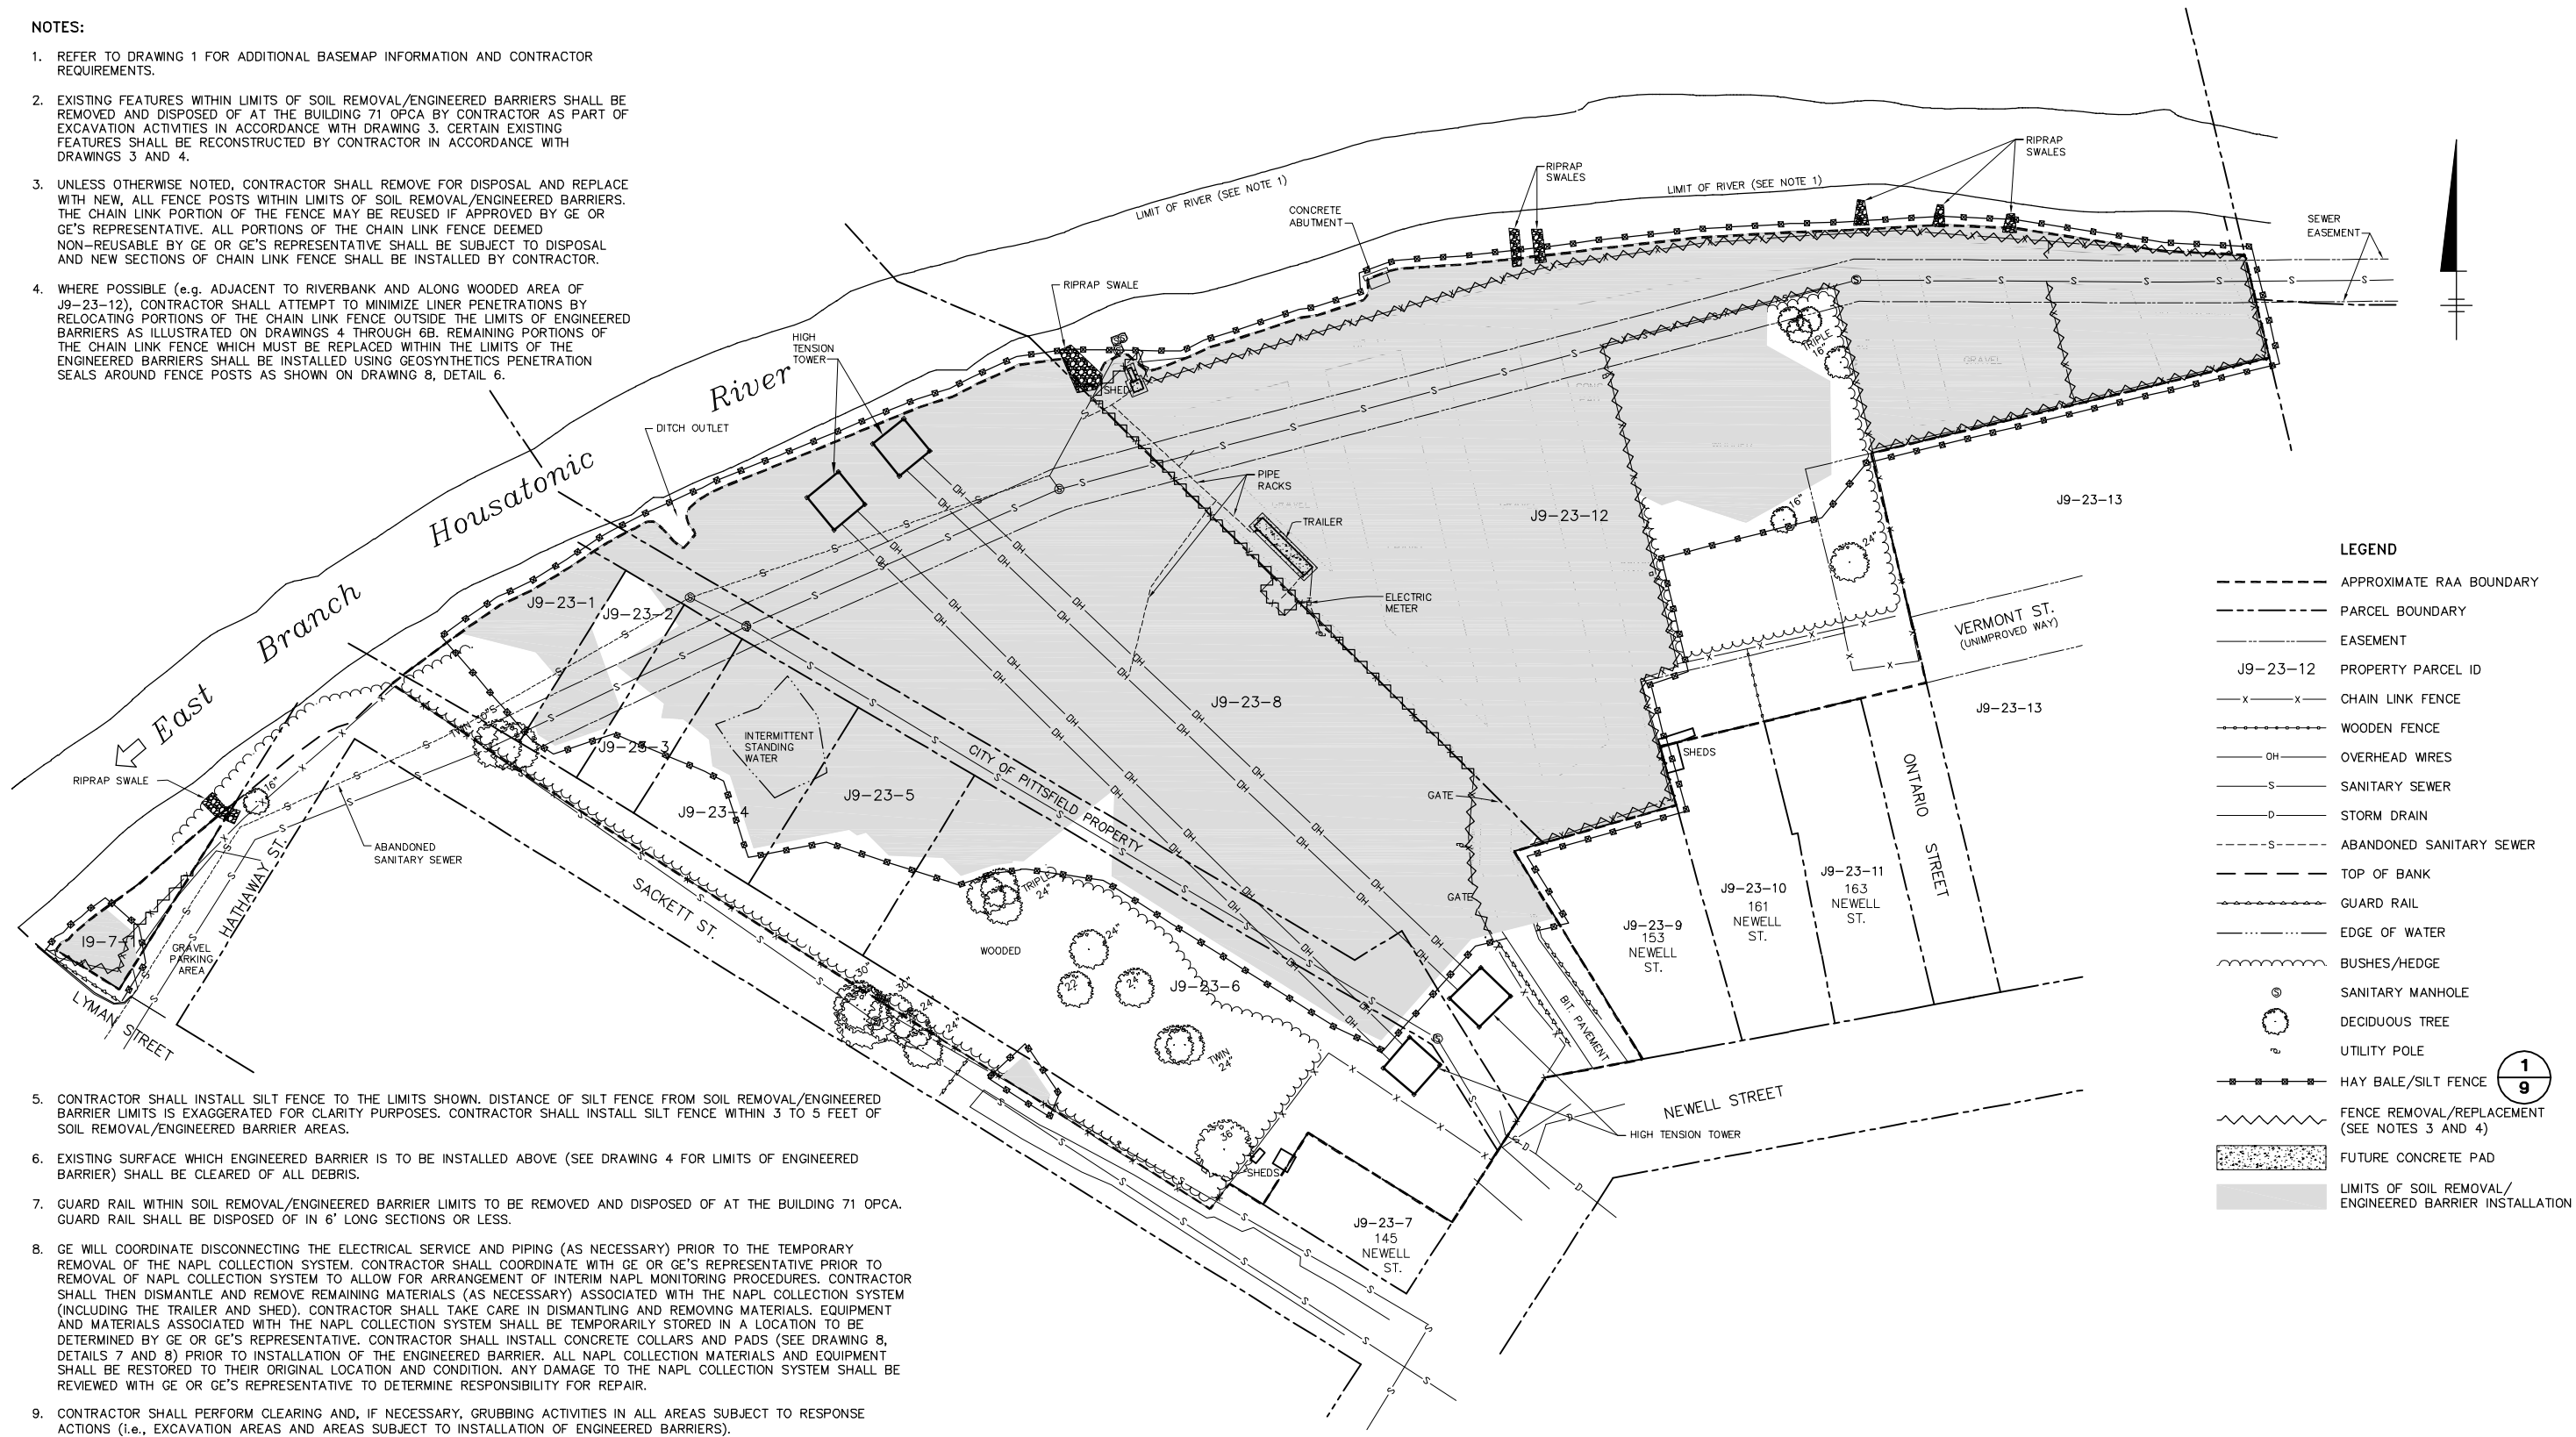 NOTES:
1. REFER TO DRAWING 1 FOR ADDITIONAL BASEMAP INFORMATION AND CONTRACTOR
REQUIREMENTS.
2. EXISTING FEATURES WITHIN LIMITS OF SOIL REMOVAL/ENGINEERED BARRIERS SHALL BE
REMOVED AND DISPOSED OF AT THE BUILDING 71 OPCA BY CONTRACTOR AS PART OF
EXCAVATION ACTIVITIES IN ACCORDANCE WITH DRAWING 3. CERTAIN EXISTING
FEATURES SHALL BE RECONSTRUCTED BY CONTRACTOR IN ACCORDANCE WITH
DRAWINGS 3 AND 4.
3. UNLESS OTHERWISE NOTED, CONTRACTOR SHALL REMOVE FOR DISPOSAL AND REPLACE
WITH NEW, ALL FENCE POSTS WITHIN LIMITS OF SOIL REMOVAL/ENGINEERED BARRIERS.
THE CHAIN LINK PORTION OF THE FENCE MAY BE REUSED IF APPROVED BY GE OR
GE'S REPRESENTATIVE. ALL PORTIONS OF THE CHAIN LINK FENCE DEEMED
NON-REUSABLE BY GE OR GE'S REPRESENTATIVE SHALL BE SUBJECT TO DISPOSAL
AND NEW SECTIONS OF CHAIN LINK FENCE SHALL BE INSTALLED BY CONTRACTOR.
4. WHERE POSSIBLE (e.g. ADJACENT TO RIVERBANK AND ALONG WOODED AREA OF
J9-23-12), CONTRACTOR SHALL ATTEMPT TO MINIMIZE LINER PENETRATIONS BY
RELOCATING PORTIONS OF THE CHAIN LINK FENCE OUTSIDE THE LIMITS OF ENGINEERED
BARRIERS AS ILLUSTRATED ON DRAWINGS 4 THROUGH 6B. REMAINING PORTIONS OF
THE CHAIN LINK FENCE WHICH MUST BE REPLACED WITHIN THE LIMITS OF THE
ENGINEERED BARRIERS SHALL BE INSTALLED USING GEOSYNTHETICS PENETRATION
SEALS AROUND FENCE POSTS AS SHOWN ON DRAWING 8, DETAIL 6.
LIMIT OF RIVER (SEE NOTE 1)
LIMIT OF RIVER (SEE NOTE 1)
RIPRAP
SWALES
RIPRAP
SWALES
CONCRETE
ABUTMENT
SEWER
EASEMENT
RIPRAP SWALE
HIGH
TENSION
TOWER
DITCH OUTLET
East Branch Housatonic River
SHED
TRIPLE
16"
GRAVEL
PIPE
RACKS
TRAILER
ELECTRIC
METER
16"
24"
J9-23-12
J9-23-13
J9-23-1
J9-23-2
J9-23-3
J9-23-4
J9-23-5
J9-23-8
INTERMITTENT
STANDING
WATER
CITY OF PITTSFIELD PROPERTY
VERMONT ST.
(UNIMPROVED WAY)
J9-23-13
SHEDS
ONTARIO STREET
GATE
GATE
RIPRAP SWALE
16"
ABANDONED
SANITARY SEWER
HATHAWAY ST.
SACKETT ST.
I9-7-1
GRAVEL
PARKING
AREA
LYMAN STREET
TRIPLE
24"
WOODED
24"
22"
24"
J9-23-6
TWIN
24"
30"
30"
24"
24"
36"
SHEDS
BIT. PAVEMENT
J9-23-9
153
NEWELL
ST.
J9-23-10
161
NEWELL
ST.
J9-23-11
163
NEWELL
ST.
NEWELL STREET
HIGH TENSION TOWER
J9-23-7
145
NEWELL
ST.
LEGEND
APPROXIMATE RAA BOUNDARY
PARCEL BOUNDARY
EASEMENT
J9-23-12 PROPERTY PARCEL ID
X X CHAIN LINK FENCE
WOODEN FENCE
OH OVERHEAD WIRES
S SANITARY SEWER
D STORM DRAIN
S ABANDONED SANITARY SEWER
TOP OF BANK
GUARD RAIL
EDGE OF WATER
BUSHES/HEDGE
S SANITARY MANHOLE
DECIDUOUS TREE
UTILITY POLE
HAY BALE/SILT FENCE
1
9
FENCE REMOVAL/REPLACEMENT
(SEE NOTES 3 AND 4)
FUTURE CONCRETE PAD
LIMITS OF SOIL REMOVAL/
ENGINEERED BARRIER INSTALLATION
5. CONTRACTOR SHALL INSTALL SILT FENCE TO THE LIMITS SHOWN. DISTANCE OF SILT FENCE FROM SOIL REMOVAL/ENGINEERED
BARRIER LIMITS IS EXAGGERATED FOR CLARITY PURPOSES. CONTRACTOR SHALL INSTALL SILT FENCE WITHIN 3 TO 5 FEET OF
SOIL REMOVAL/ENGINEERED BARRIER AREAS.
6. EXISTING SURFACE WHICH ENGINEERED BARRIER IS TO BE INSTALLED ABOVE (SEE DRAWING 4 FOR LIMITS OF ENGINEERED
BARRIER) SHALL BE CLEARED OF ALL DEBRIS.
7. GUARD RAIL WITHIN SOIL REMOVAL/ENGINEERED BARRIER LIMITS TO BE REMOVED AND DISPOSED OF AT THE BUILDING 71 OPCA.
GUARD RAIL SHALL BE DISPOSED OF IN 6' LONG SECTIONS OR LESS.
8. GE WILL COORDINATE DISCONNECTING THE ELECTRICAL SERVICE AND PIPING (AS NECESSARY) PRIOR TO THE TEMPORARY
REMOVAL OF THE NAPL COLLECTION SYSTEM. CONTRACTOR SHALL COORDINATE WITH GE OR GE'S REPRESENTATIVE PRIOR TO
REMOVAL OF NAPL COLLECTION SYSTEM TO ALLOW FOR ARRANGEMENT OF INTERIM NAPL MONITORING PROCEDURES. CONTRACTOR
SHALL THEN DISMANTLE AND REMOVE REMAINING MATERIALS (AS NECESSARY) ASSOCIATED WITH THE NAPL COLLECTION SYSTEM
(INCLUDING THE TRAILER AND SHED). CONTRACTOR SHALL TAKE CARE IN DISMANTLING AND REMOVING MATERIALS. EQUIPMENT
AND MATERIALS ASSOCIATED WITH THE NAPL COLLECTION SYSTEM SHALL BE TEMPORARILY STORED IN A LOCATION TO BE
DETERMINED BY GE OR GE'S REPRESENTATIVE. CONTRACTOR SHALL INSTALL CONCRETE COLLARS AND PADS (SEE DRAWING 8,
DETAILS 7 AND 8) PRIOR TO INSTALLATION OF THE ENGINEERED BARRIER. ALL NAPL COLLECTION MATERIALS AND EQUIPMENT
SHALL BE RESTORED TO THEIR ORIGINAL LOCATION AND CONDITION. ANY DAMAGE TO THE NAPL COLLECTION SYSTEM SHALL BE
REVIEWED WITH GE OR GE'S REPRESENTATIVE TO DETERMINE RESPONSIBILITY FOR REPAIR.
9. CONTRACTOR SHALL PERFORM CLEARING AND, IF NECESSARY, GRUBBING ACTIVITIES IN ALL AREAS SUBJECT TO RESPONSE
ACTIONS (i.e., EXCAVATION AREAS AND AREAS SUBJECT TO INSTALLATION OF ENGINEERED BARRIERS).